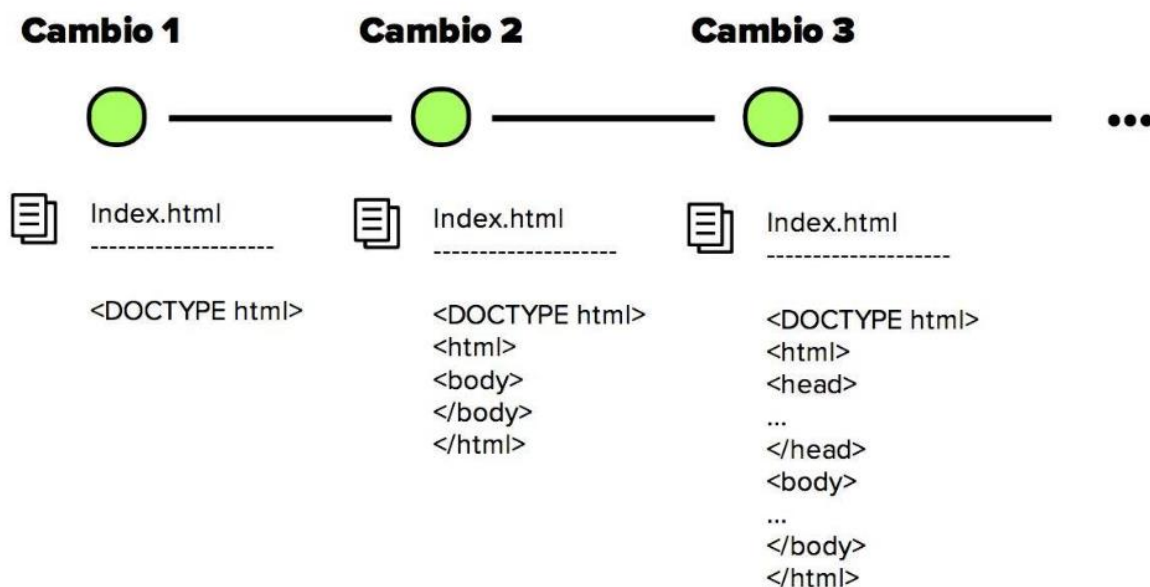 Cambio 1
Cambio 2
Cambio 3
...
Index.html
--------------------
<DOCTYPE html>
Index.html
--------------------
<DOCTYPE html>
<html>
<body>
</body>
</html>
Index.html
--------------------
<DOCTYPE html>
<html>
<head>
...
</head>
<body>
...
</body>
</html>